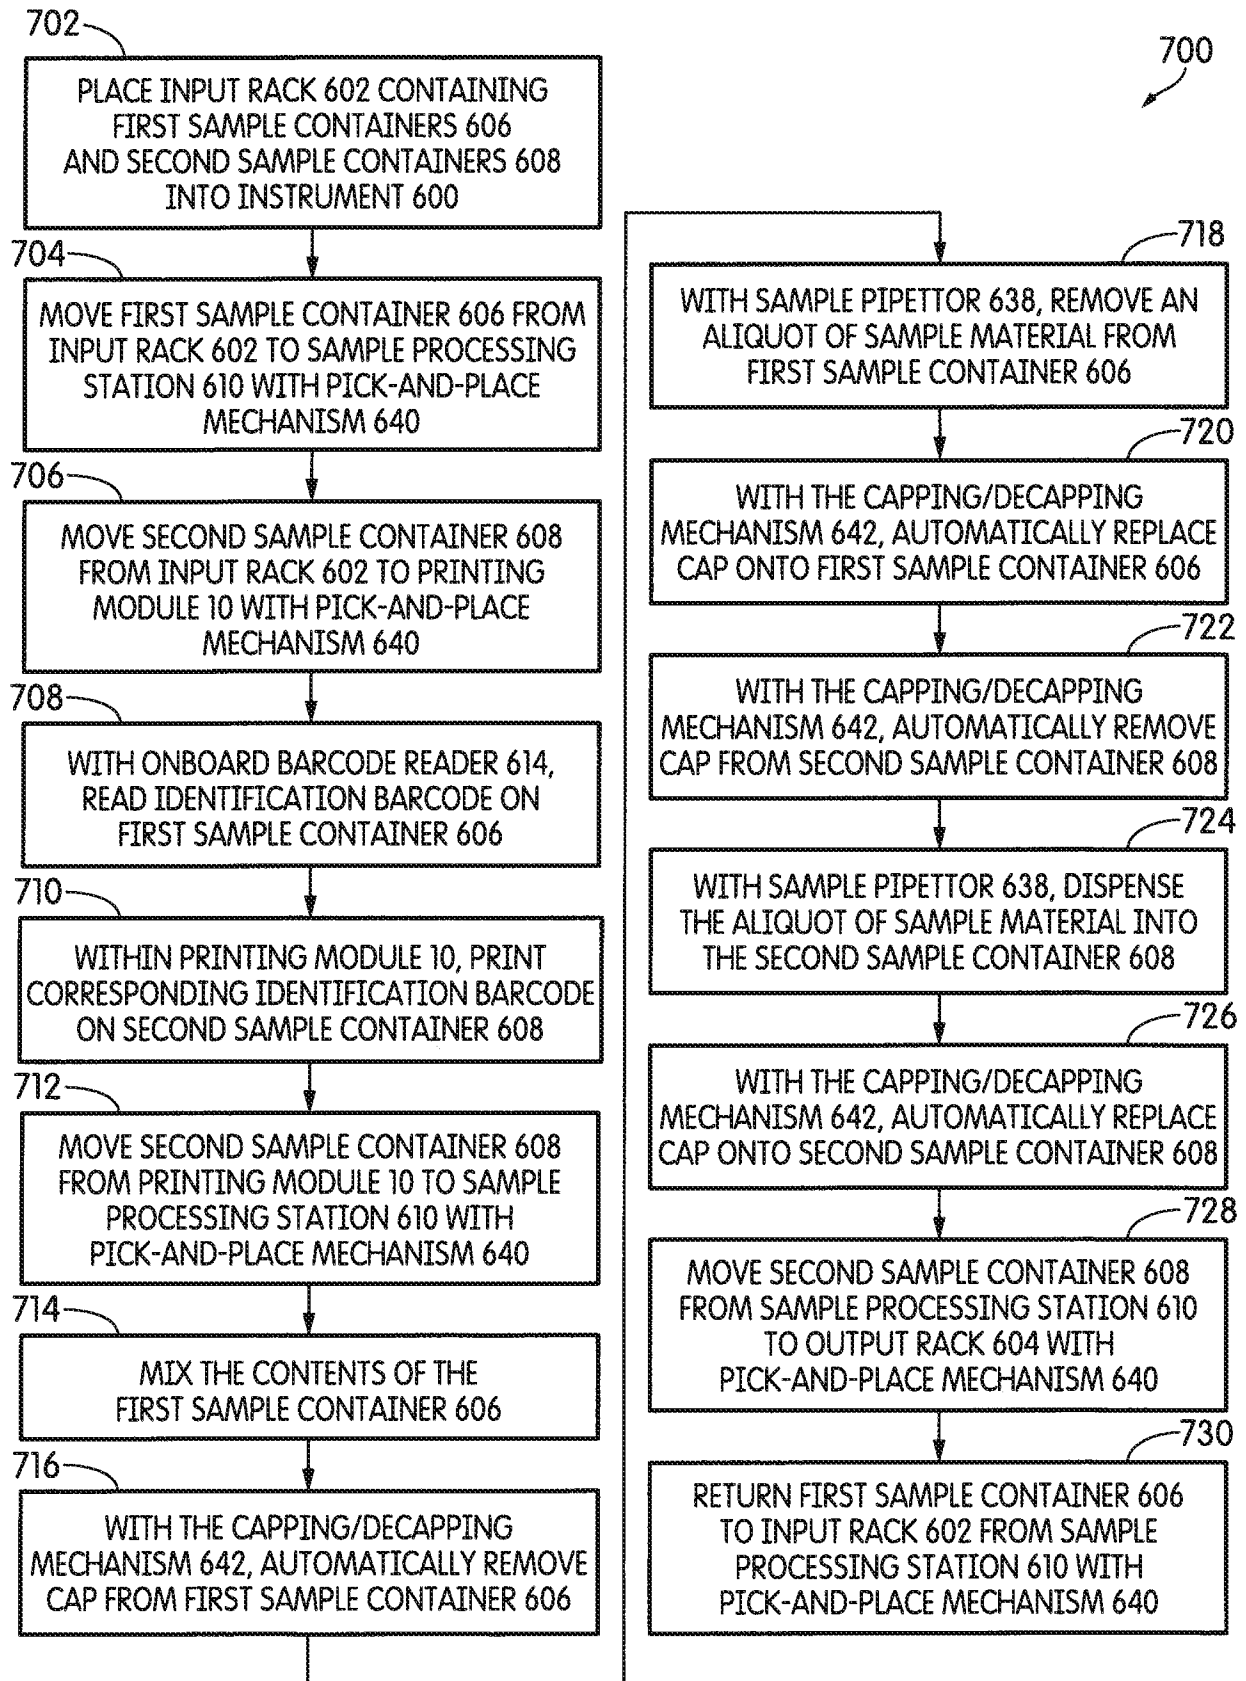 700
702
PLACE INPUT RACK 602 CONTAINING
FIRST SAMPLE CONTAINERS 606
AND SECOND SAMPLE CONTAINERS 608
INTO INSTRUMENT 600
704
MOVE FIRST SAMPLE CONTAINER 606 FROM
INPUT RACK 602 TO SAMPLE PROCESSING
STATION 610 WITH PICK-AND-PLACE
MECHANISM 640
706
MOVE SECOND SAMPLE CONTAINER 608
FROM INPUT RACK 602 TO PRINTING
MODULE 10 WITH PICK-AND-PLACE
MECHANISM 640
708
WITH ONBOARD BARCODE READER 614,
READ IDENTIFICATION BARCODE ON
FIRST SAMPLE CONTAINER 606
710
WITHIN PRINTING MODULE 10, PRINT
CORRESPONDING IDENTIFICATION BARCODE
ON SECOND SAMPLE CONTAINER 608
712
MOVE SECOND SAMPLE CONTAINER 608
FROM PRINTING MODULE 10 TO SAMPLE
PROCESSING STATION 610 WITH
PICK-AND-PLACE MECHANISM 640
714
MIX THE CONTENTS OF THE
FIRST SAMPLE CONTAINER 606
716
WITH THE CAPPING/DECAPPING
MECHANISM 642, AUTOMATICALLY REMOVE
CAP FROM FIRST SAMPLE CONTAINER 606
718
WITH SAMPLE PIPETTOR 638, REMOVE AN
ALIQUOT OF SAMPLE MATERIAL FROM
FIRST SAMPLE CONTAINER 606
720
WITH THE CAPPING/DECAPPING
MECHANISM 642, AUTOMATICALLY REPLACE
CAP ONTO FIRST SAMPLE CONTAINER 606
722
WITH THE CAPPING/DECAPPING
MECHANISM 642, AUTOMATICALLY REMOVE
CAP FROM SECOND SAMPLE CONTAINER 608
724
WITH SAMPLE PIPETTOR 638, DISPENSE
THE ALIQUOT OF SAMPLE MATERIAL INTO
THE SECOND SAMPLE CONTAINER 608
726
WITH THE CAPPING/DECAPPING
MECHANISM 642, AUTOMATICALLY REPLACE
CAP ONTO SECOND SAMPLE CONTAINER 608
728
MOVE SECOND SAMPLE CONTAINER 608
FROM SAMPLE PROCESSING STATION 610
TO OUTPUT RACK 604 WITH
PICK-AND-PLACE MECHANISM 640
730
RETURN FIRST SAMPLE CONTAINER 606
TO INPUT RACK 602 FROM SAMPLE
PROCESSING STATION 610 WITH
PICK-AND-PLACE MECHANISM 640